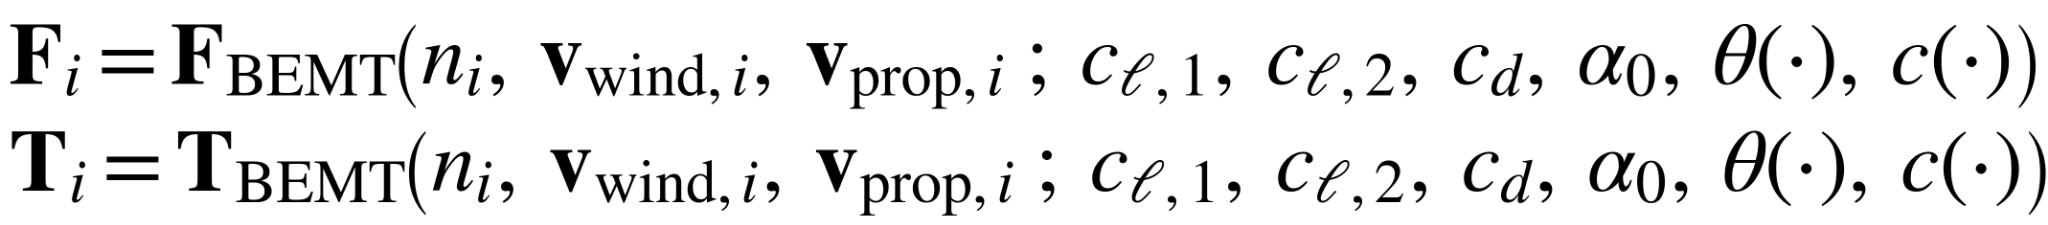 𝐅ᵢ = 𝐅_BEMT(nᵢ, 𝐯_wind, i, 𝐯_prop, i ; c_ℓ, 1, c_ℓ, 2, c_d, α₀, θ(·), c(·))
𝐓ᵢ = 𝐓_BEMT(nᵢ, 𝐯_wind, i, 𝐯_prop, i ; c_ℓ, 1, c_ℓ, 2, c_d, α₀, θ(·), c(·))